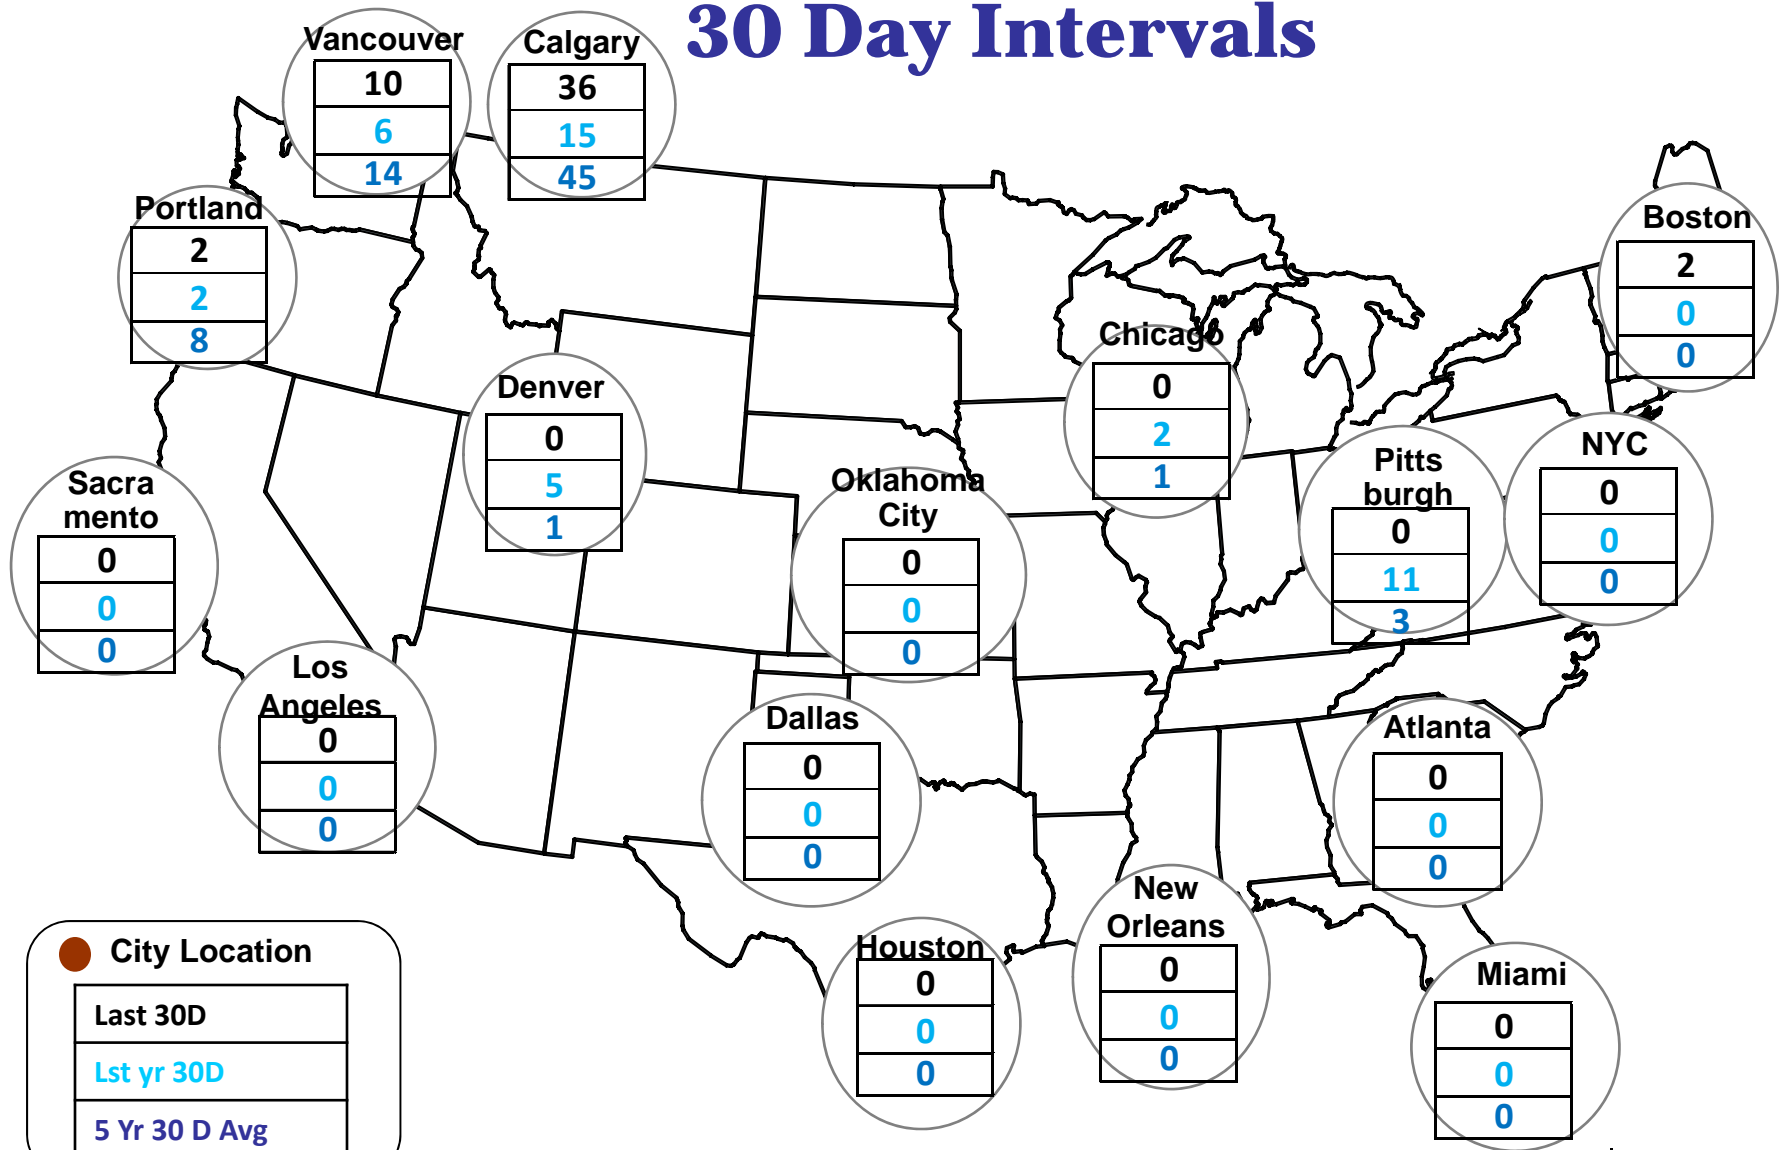 30 Day Intervals
Vancouver
10
6
14
Calgary
36
15
45
Portland
2
2
8
Boston
2
0
0
Chicago
0
2
1
Denver
0
5
1
Sacra
mento
0
0
0
Oklahoma
City
0
0
0
Pitts
burgh
0
11
3
NYC
0
0
0
Los
Angeles
0
0
0
Dallas
0
0
0
Atlanta
0
0
0
Houston
0
0
0
New
Orleans
0
0
0
Miami
0
0
0
City Location
Last 30D
Lst yr 30D
5 Yr 30 D Avg